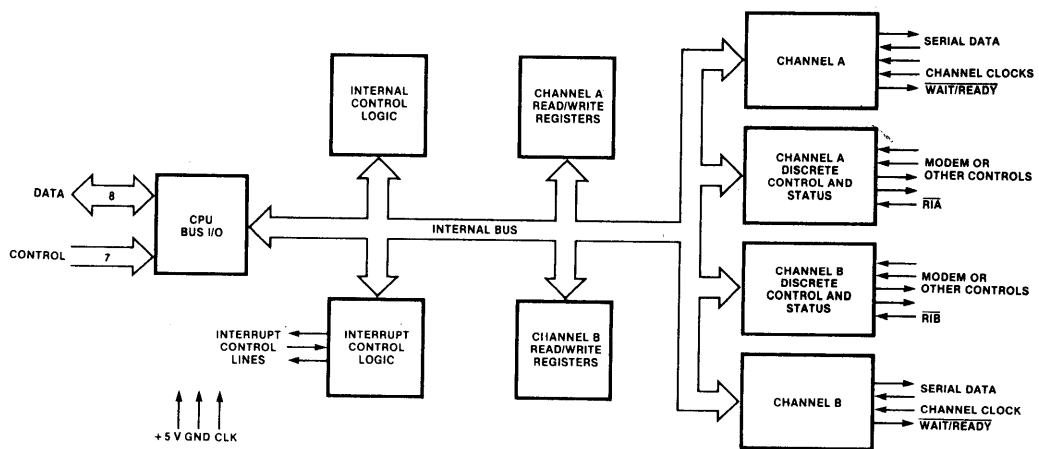 INTERNAL
CONTROL
LOGIC
CHANNEL A
READ/WRITE
REGISTERS
CHANNEL A
SERIAL DATA
CHANNEL CLOCKS
WAIT/READY
CHANNEL A
DISCRETE
CONTROL AND
STATUS
MODEM OR
OTHER CONTROLS
RIA
DATA
8
CPU
BUS I/O
INTERNAL BUS
CONTROL
7
CHANNEL B
DISCRETE
CONTROL AND
STATUS
MODEM OR
OTHER CONTROLS
RIB
INTERRUPT
CONTROL
LINES
INTERRUPT
CONTROL
LOGIC
CHANNEL B
READ/WRITE
REGISTERS
CHANNEL B
SERIAL DATA
CHANNEL CLOCK
WAIT/READY
+5 V GND CLK